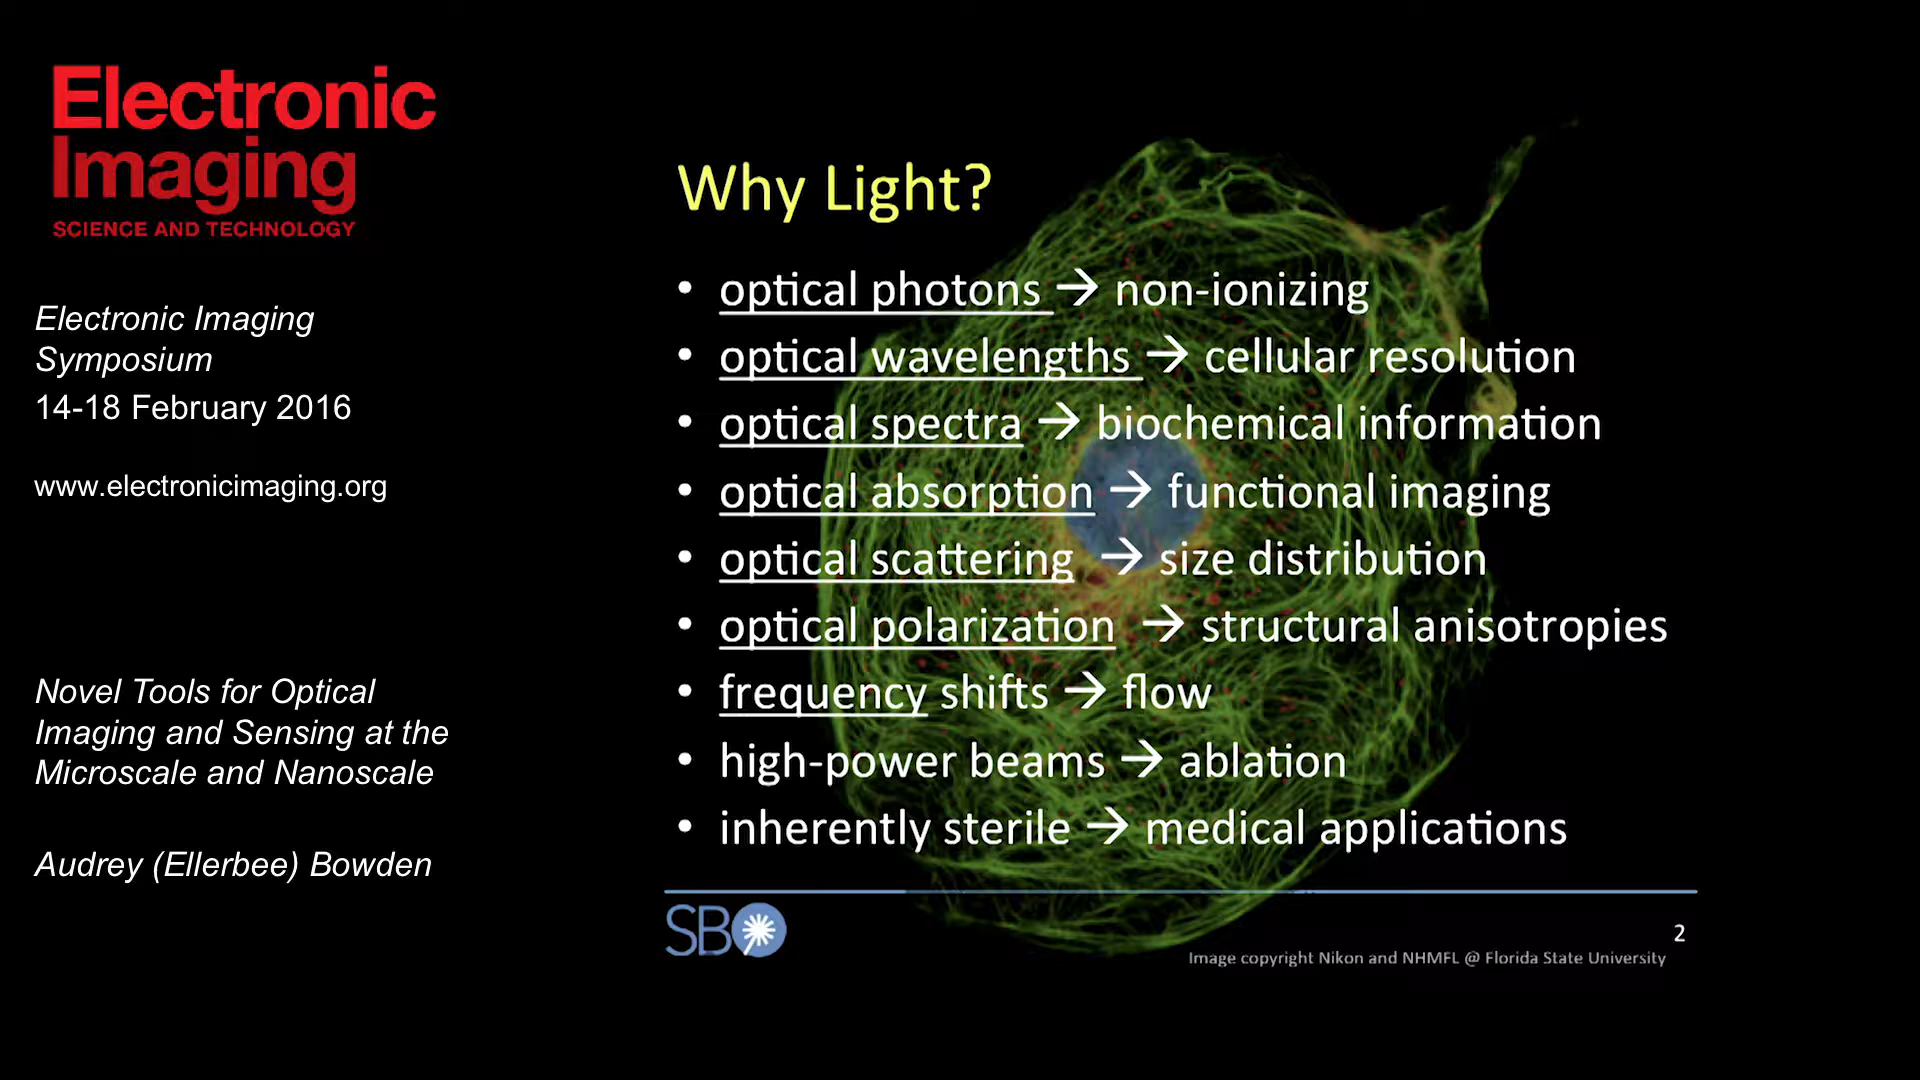 Electronic
Imaging
SCIENCE AND TECHNOLOGY
Electronic Imaging
Symposium
14-18 February 2016
www.electronicimaging.org
Novel Tools for Optical
Imaging and Sensing at the
Microscale and Nanoscale
Audrey (Ellerbee) Bowden
Why Light?
• optical photons → non-ionizing
• optical wavelengths → cellular resolution
• optical spectra → biochemical information
• optical absorption → functional imaging
• optical scattering → size distribution
• optical polarization → structural anisotropies
• frequency shifts → flow
• high-power beams → ablation
• inherently sterile → medical applications
SBO
2
Image copyright Nikon and NHMFL @ Florida State University